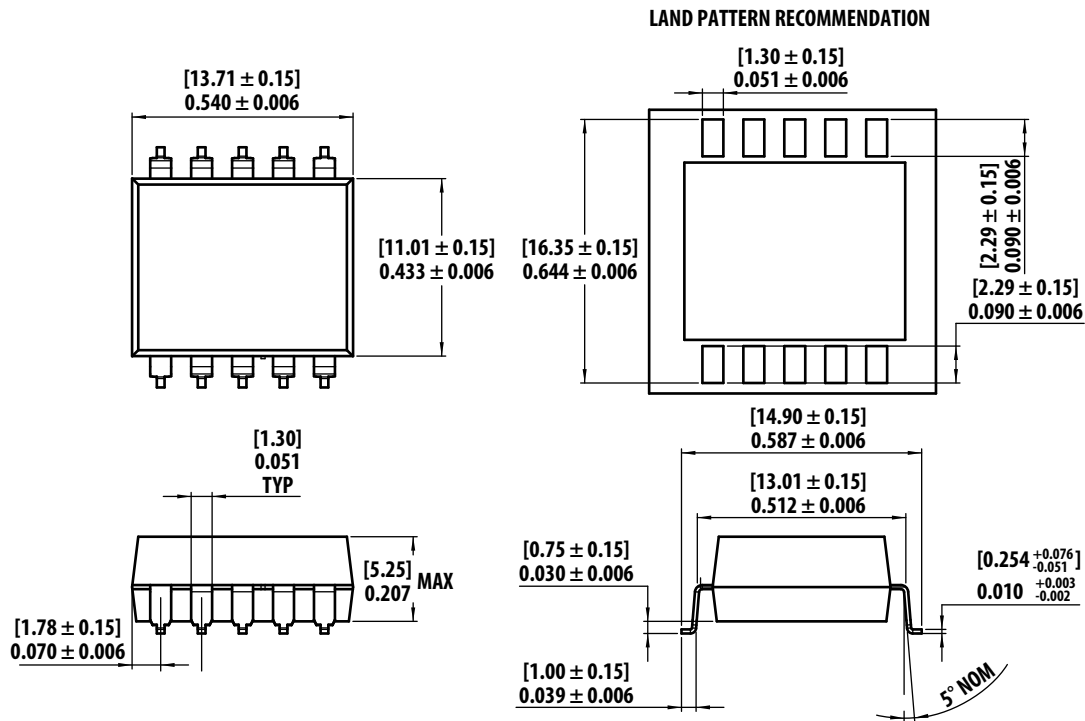 LAND PATTERN RECOMMENDATION
[13.71 ± 0.15]
0.540 ± 0.006
[1.30 ± 0.15]
0.051 ± 0.006
[11.01 ± 0.15]
0.433 ± 0.006
[16.35 ± 0.15]
0.644 ± 0.006
[2.29 ± 0.15]
0.090 ± 0.006
[2.29 ± 0.15]
0.090 ± 0.006
[1.30]
0.051
TYP
[5.25]
0.207
MAX
[1.78 ± 0.15]
0.070 ± 0.006
[14.90 ± 0.15]
0.587 ± 0.006
[13.01 ± 0.15]
0.512 ± 0.006
[0.75 ± 0.15]
0.030 ± 0.006
[0.254 +0.076 -0.051]
0.010 +0.003 -0.002
[1.00 ± 0.15]
0.039 ± 0.006
5° NOM